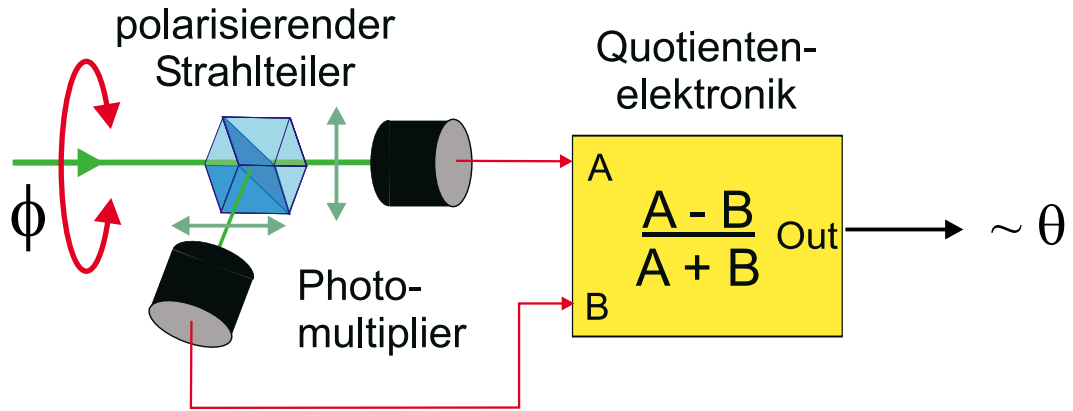 polarisierender
Strahlteiler
Quotienten-
elektronik
ϕ
A
A - B
A + B
Out
~ θ
B
Photo-
multiplier